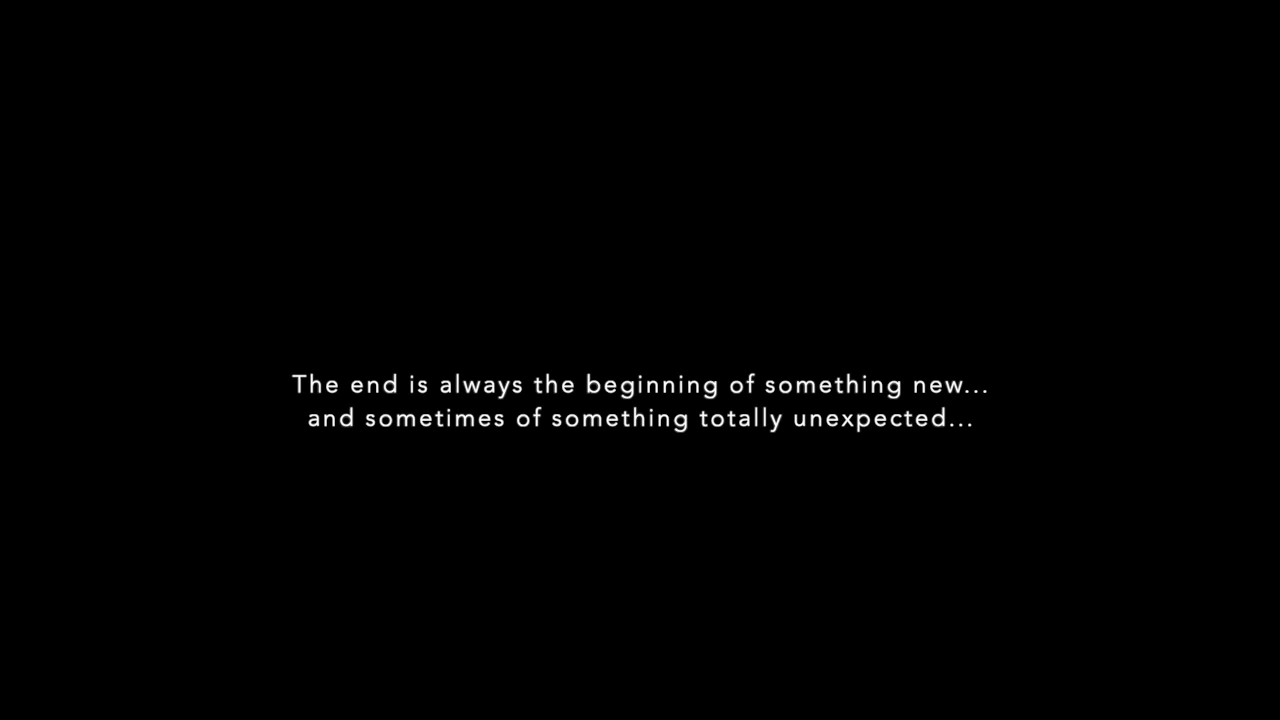 The end is always the beginning of something new...
and sometimes of something totally unexpected...